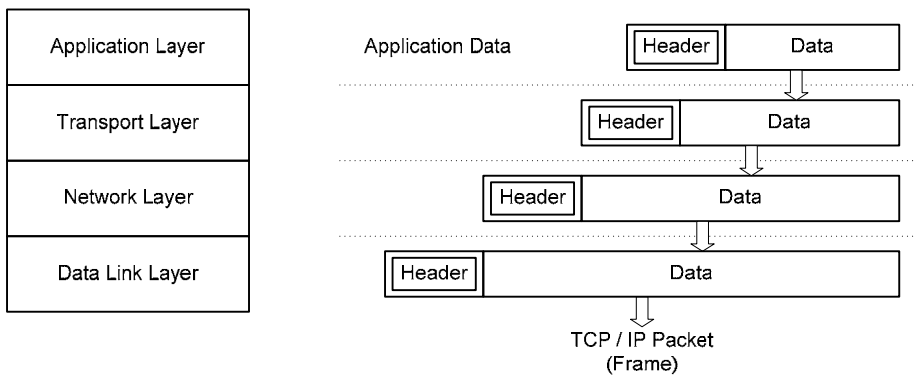 Application Layer
Application Data
Header
Data
Transport Layer
Header
Data
Network Layer
Header
Data
Data Link Layer
Header
Data
TCP / IP Packet
(Frame)